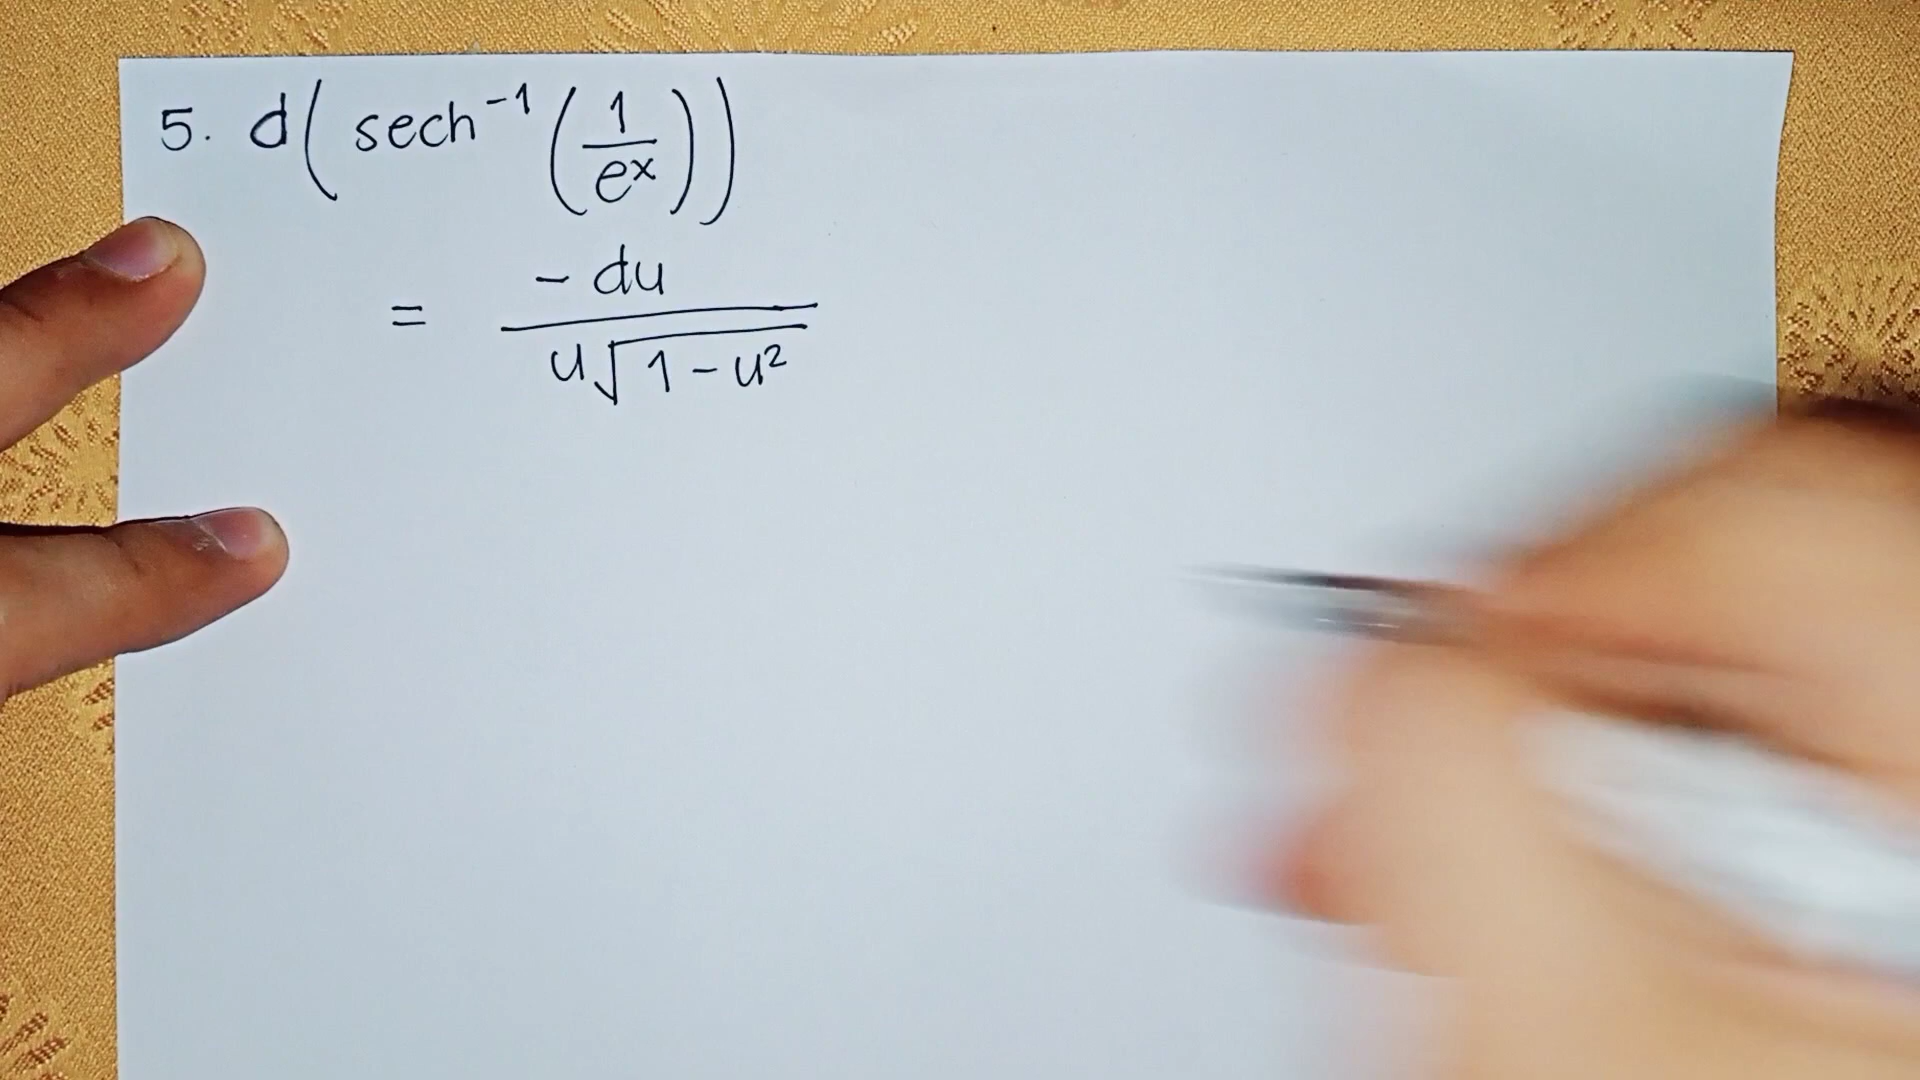 5. d(sech⁻¹(1/eˣ))
= -du / u√(1-u²)